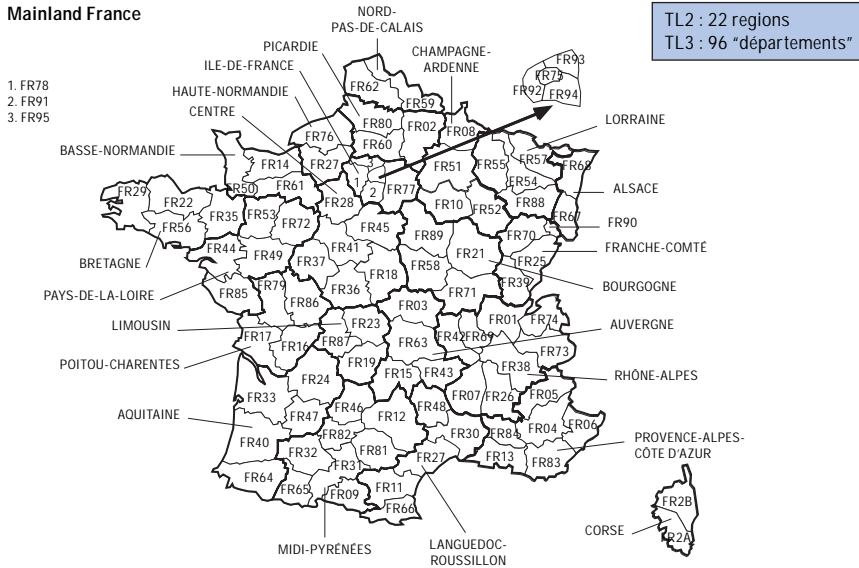 Mainland France
TL2 : 22 regions
TL3 : 96 “départements”
1. FR78
2. FR91
3. FR95
NORD-
PAS-DE-CALAIS
PICARDIE
CHAMPAGNE-
ARDENNE
ILE-DE-FRANCE
HAUTE-NORMANDIE
CENTRE
BASSE-NORMANDIE
LORRAINE
ALSACE
FR90
FRANCHE-COMTÉ
BOURGOGNE
BRETAGNE
PAYS-DE-LA-LOIRE
LIMOUSIN
AUVERGNE
POITOU-CHARENTES
RHÔNE-ALPES
AQUITAINE
PROVENCE-ALPES-
CÔTE D'AZUR
CORSE
MIDI-PYRÉNÉES
LANGUEDOC-
ROUSSILLON
FR93
FR75
FR92
FR94
FR62
FR59
FR80
FR02
FR08
FR60
FR76
FR27
FR14
FR50
FR61
FR28
3
1
2
FR77
FR51
FR55
FR57
FR68
FR54
FR88
FR67
FR10
FR52
FR29
FR22
FR35
FR56
FR53
FR72
FR45
FR89
FR70
FR25
FR44
FR49
FR37
FR41
FR58
FR21
FR39
FR85
FR79
FR86
FR36
FR18
FR71
FR03
FR17
FR16
FR87
FR23
FR63
FR42
FR69
FR01
FR74
FR73
FR19
FR15
FR43
FR38
FR24
FR33
FR47
FR46
FR12
FR48
FR07
FR26
FR05
FR40
FR32
FR82
FR81
FR30
FR84
FR04
FR06
FR31
FR27
FR13
FR83
FR64
FR65
FR09
FR11
FR66
FR2B
FR2A